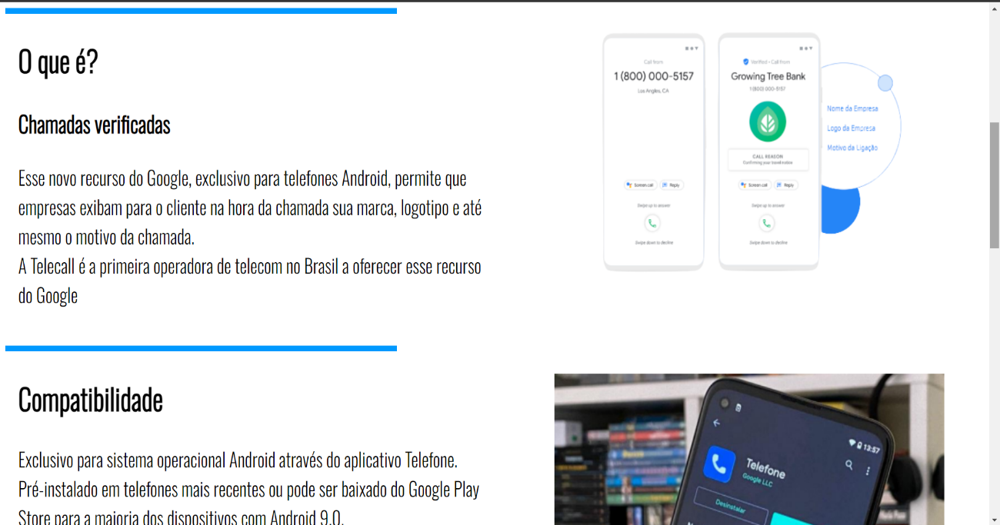 O que é?
Chamadas verificadas
Esse novo recurso do Google, exclusivo para telefones Android, permite que
empresas exibam para o cliente na hora da chamada sua marca, logotipo e até
mesmo o motivo da chamada.
A Telecall é a primeira operadora de telecom no Brasil a oferecer esse recurso
do Google
Call from
1 (800) 000-5157
Los Angles, CA
Screen call
Reply
Swipe up to answer
Swipe down to decline
Verified • Call from
Growing Tree Bank
1 (800) 000-5157
CALL REASON
Confirming your travel notice
Screen call
Reply
Swipe up to answer
Swipe down to decline
Nome da Empresa
Logo da Empresa
Motivo da Ligação
Compatibilidade
Exclusivo para sistema operacional Android através do aplicativo Telefone.
Pré-instalado em telefones mais recentes ou pode ser baixado do Google Play
Store para a maioria dos dispositivos com Android 9.0.
13:57
Telefone
Google LLC
Desinstalar